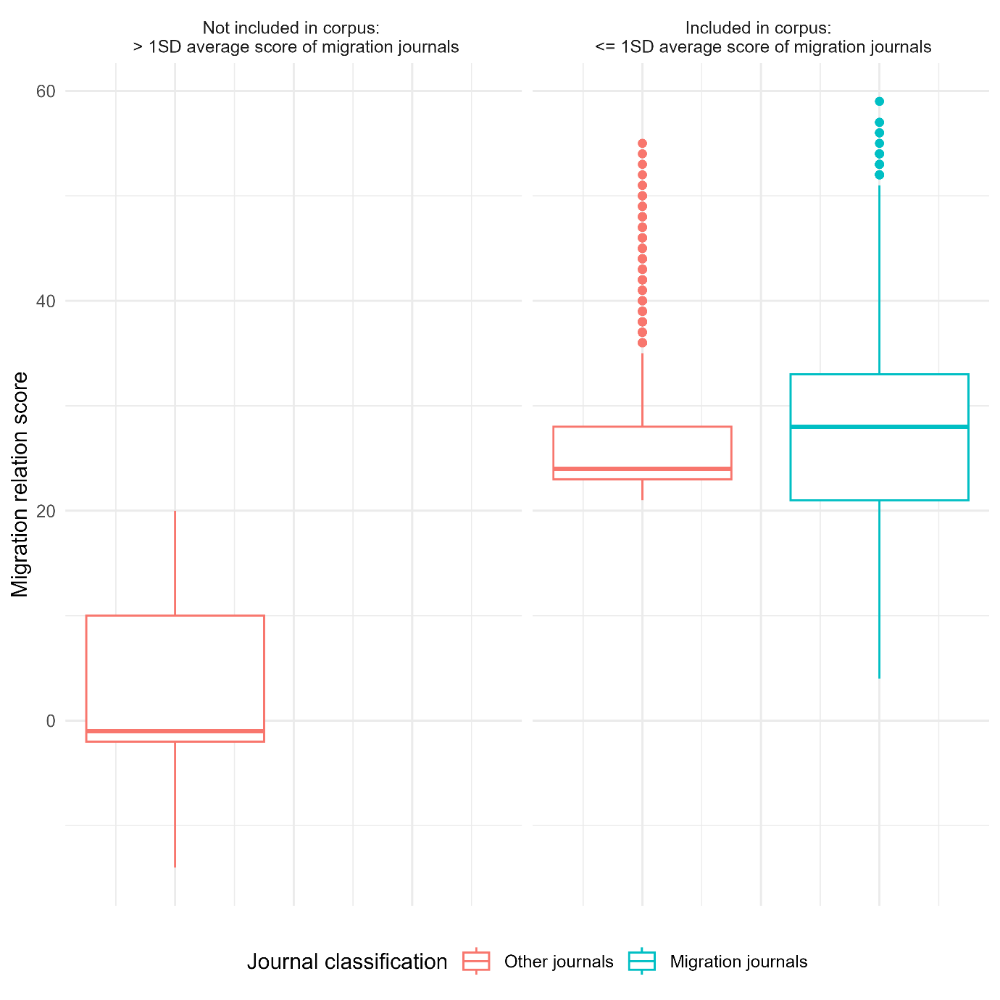 Not included in corpus:
> 1SD average score of migration journals
Included in corpus:
<= 1SD average score of migration journals
60
40
20
0
Migration relation score
Journal classification
Other journals
Migration journals